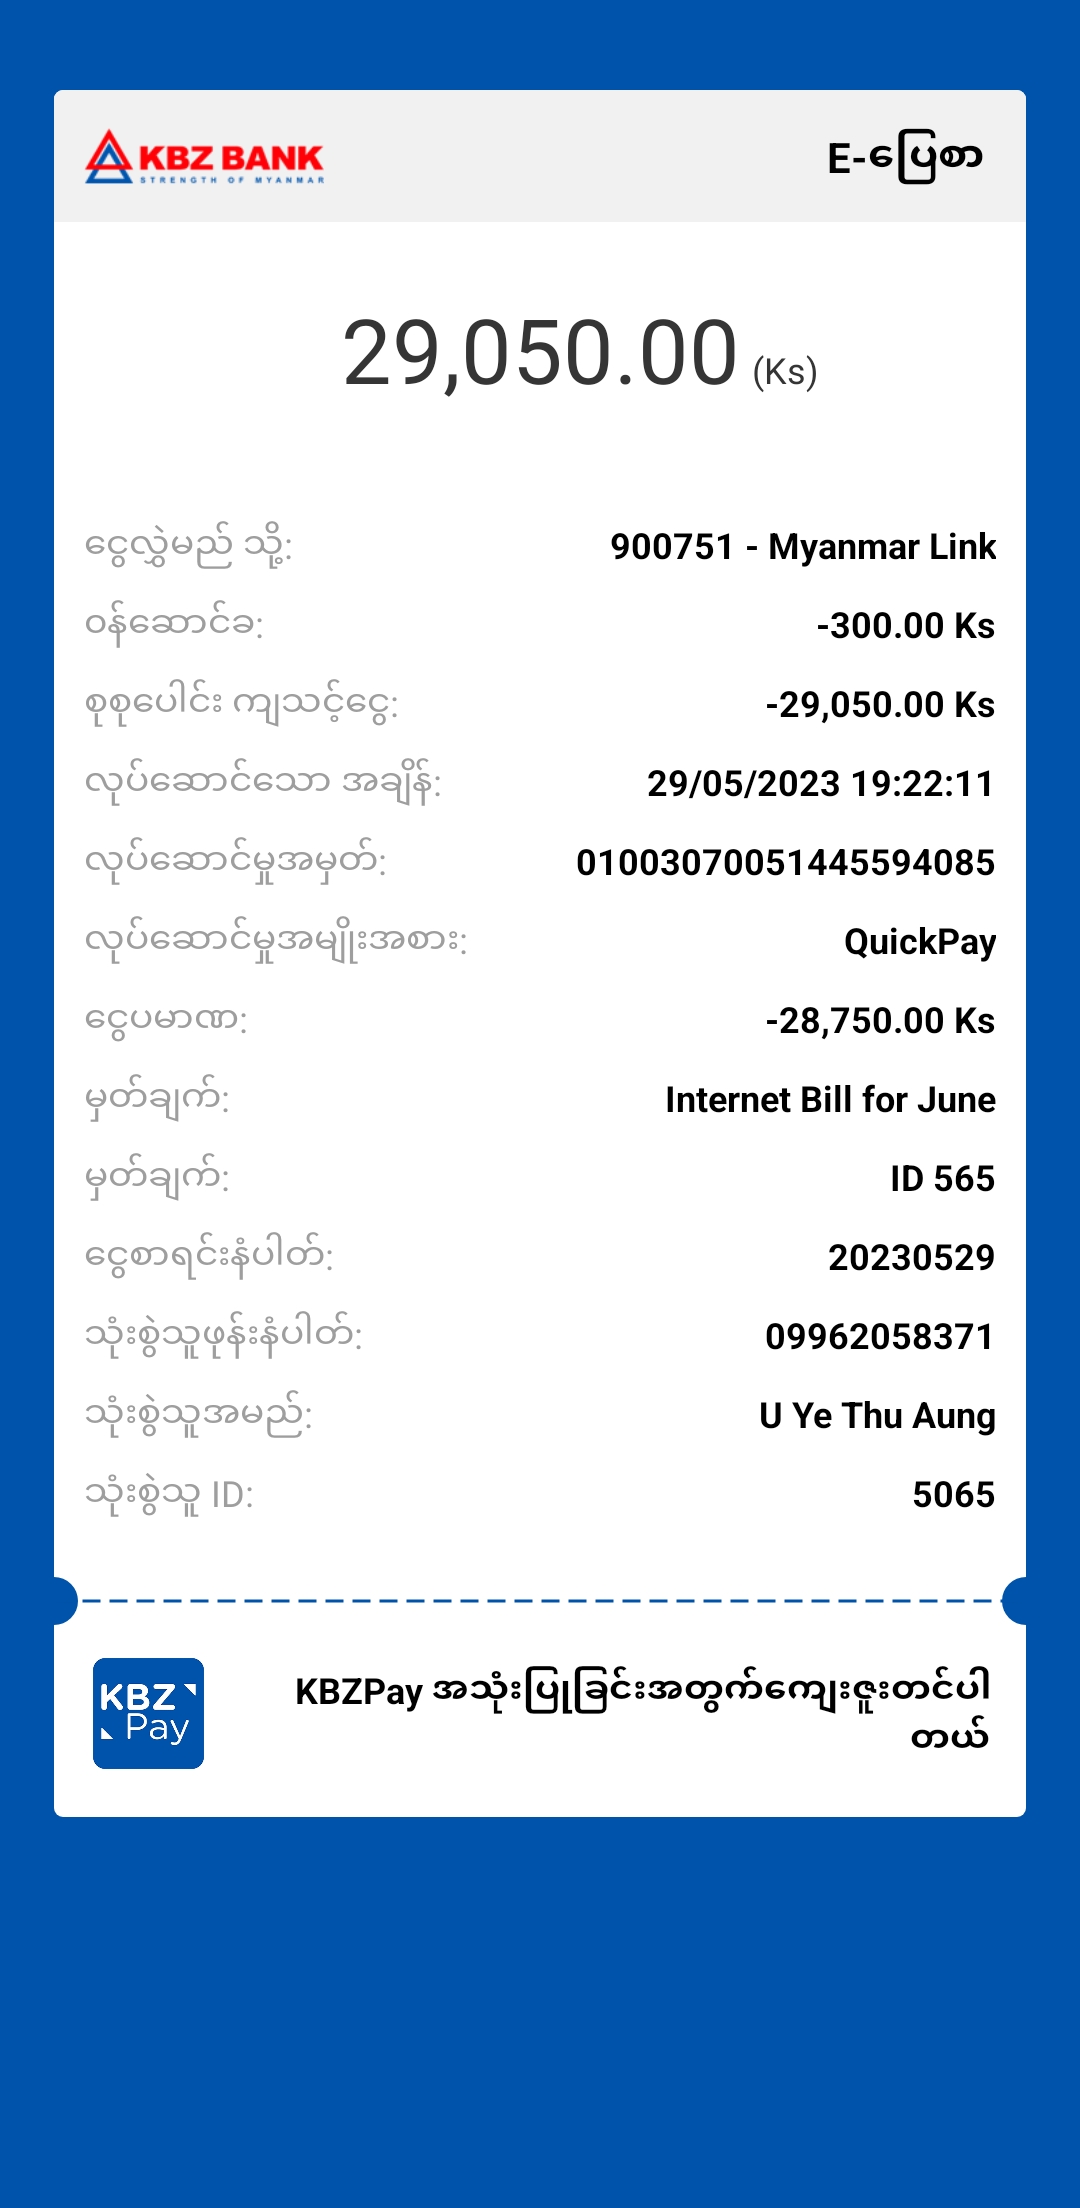 KBZ BANK
STRENGTH OF MYANMAR
E-ပြေစာ
29,050.00 (Ks)
ငွေလွှဲမည် သို့: 900751 - Myanmar Link
ဝန်ဆောင်ခ: -300.00 Ks
စုစုပေါင်း ကျသင့်ငွေ: -29,050.00 Ks
လုပ်ဆောင်သော အချိန်: 29/05/2023 19:22:11
လုပ်ဆောင်မှုအမှတ်: 01003070051445594085
လုပ်ဆောင်မှုအမျိုးအစား: QuickPay
ငွေပမာဏ: -28,750.00 Ks
မှတ်ချက်: Internet Bill for June
မှတ်ချက်: ID 565
ငွေစာရင်းနံပါတ်: 20230529
သုံးစွဲသူဖုန်းနံပါတ်: 09962058371
သုံးစွဲသူအမည်: U Ye Thu Aung
သုံးစွဲသူ ID: 5065
KBZ
Pay
KBZPay အသုံးပြုခြင်းအတွက်ကျေးဇူးတင်ပါ
တယ်